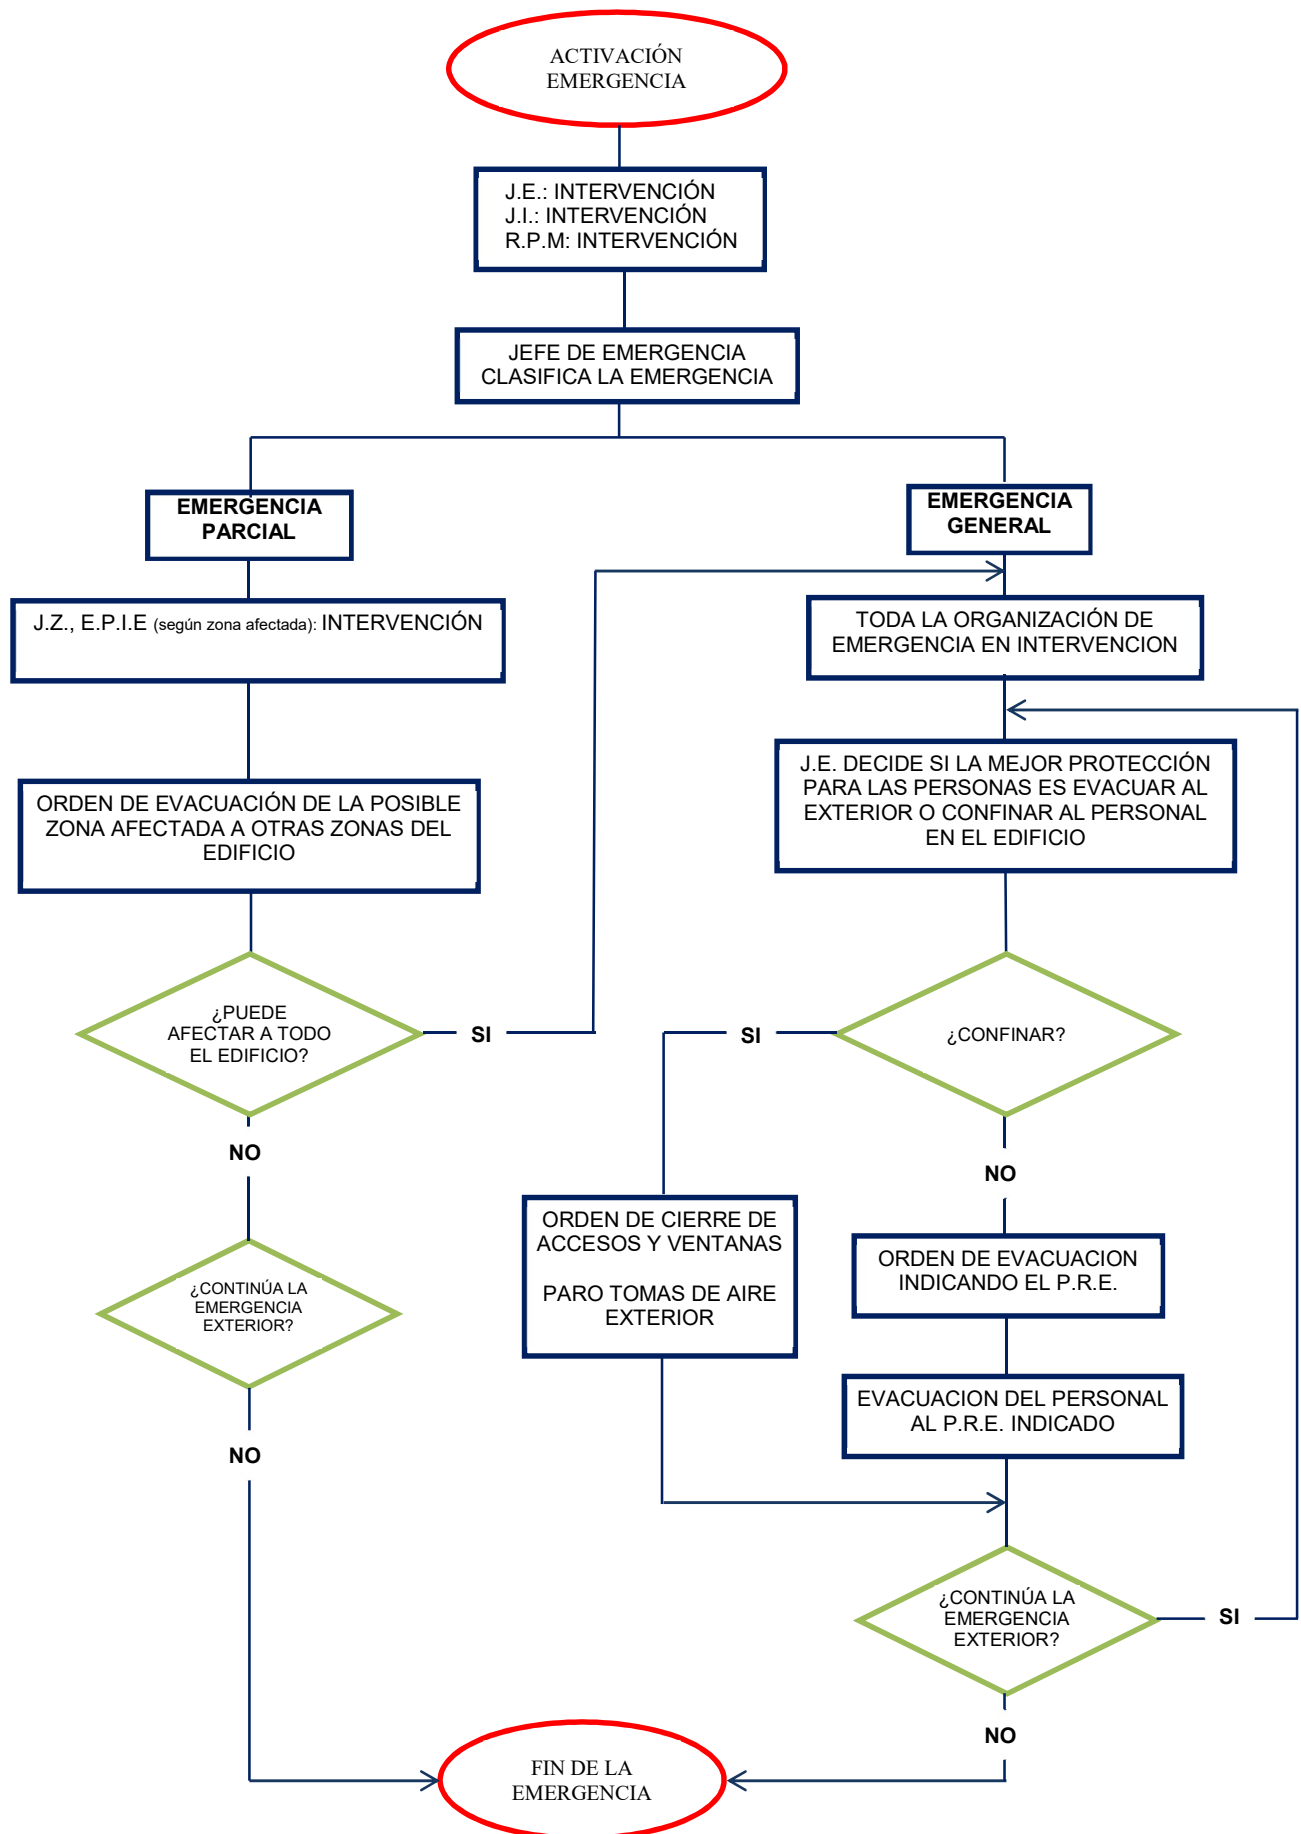 ACTIVACIÓN
EMERGENCIA
J.E.: INTERVENCIÓN
J.I.: INTERVENCIÓN
R.P.M: INTERVENCIÓN
JEFE DE EMERGENCIA
CLASIFICA LA EMERGENCIA
EMERGENCIA
PARCIAL
EMERGENCIA
GENERAL
J.Z., E.P.I.E (según zona afectada): INTERVENCIÓN
TODA LA ORGANIZACIÓN DE
EMERGENCIA EN INTERVENCION
ORDEN DE EVACUACIÓN DE LA POSIBLE
ZONA AFECTADA A OTRAS ZONAS DEL
EDIFICIO
J.E. DECIDE SI LA MEJOR PROTECCIÓN
PARA LAS PERSONAS ES EVACUAR AL
EXTERIOR O CONFINAR AL PERSONAL
EN EL EDIFICIO
¿PUEDE
AFECTAR A TODO
EL EDIFICIO?
SI
SI
¿CONFINAR?
NO
NO
ORDEN DE CIERRE DE
ACCESOS Y VENTANAS
PARO TOMAS DE AIRE
EXTERIOR
ORDEN DE EVACUACION
INDICANDO EL P.R.E.
¿CONTINÚA LA
EMERGENCIA
EXTERIOR?
EVACUACION DEL PERSONAL
AL P.R.E. INDICADO
NO
¿CONTINÚA LA
EMERGENCIA
EXTERIOR?
SI
NO
FIN DE LA
EMERGENCIA